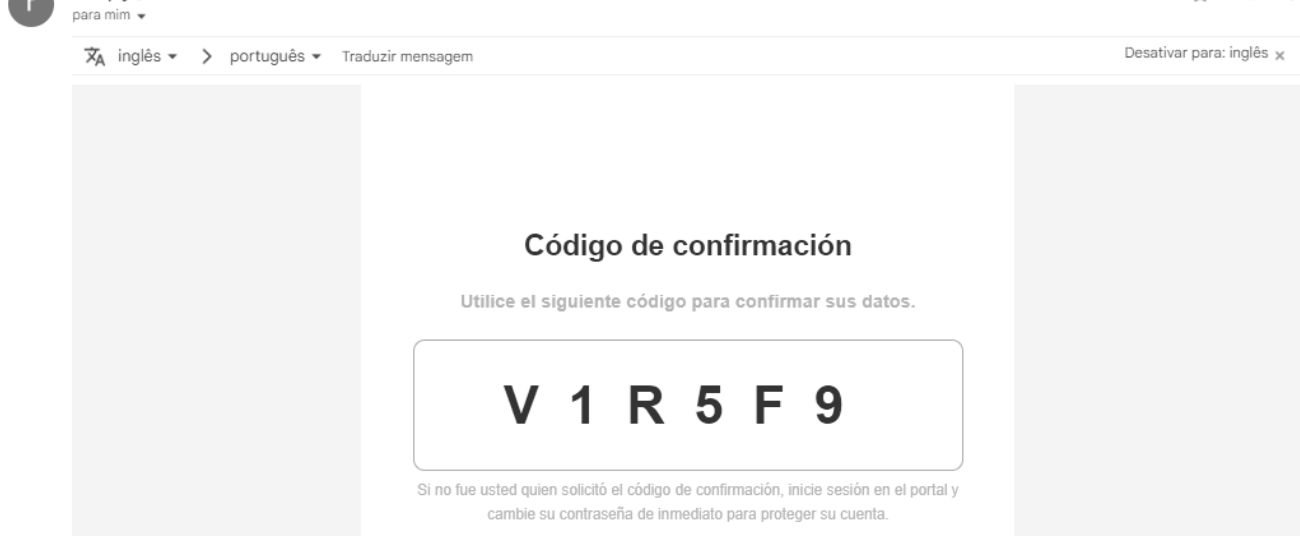 para mim
inglês > português Traduzir mensagem Desativar para: inglês ×
Código de confirmación
Utilice el siguiente código para confirmar sus datos.
V 1 R 5 F 9
Si no fue usted quien solicitó el código de confirmación, inicie sesión en el portal y
cambie su contraseña de inmediato para proteger su cuenta.